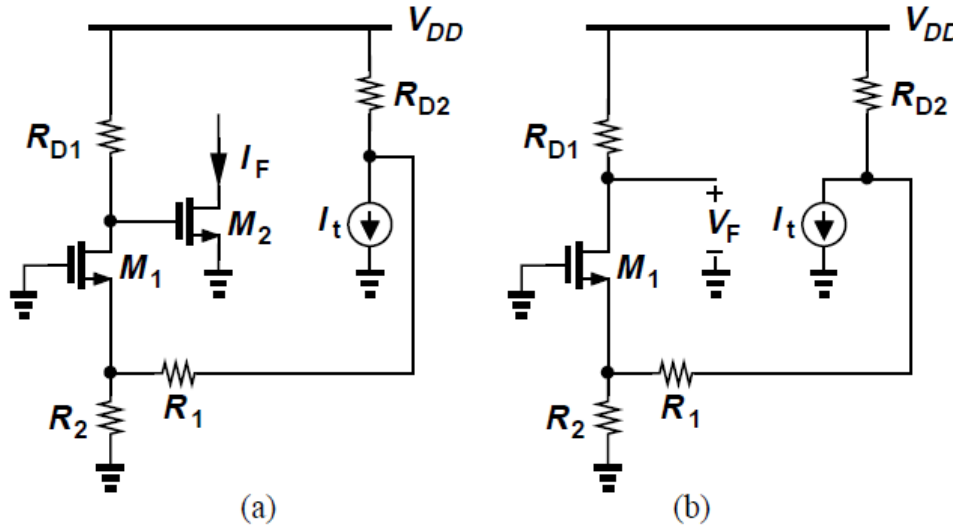 V_DD V_DD
R_D2 R_D2
R_D1 R_D1
I_F
I_t V_F I_t
M_2
M_1 M_1
R_1 R_1
R_2 R_2
(a) (b)